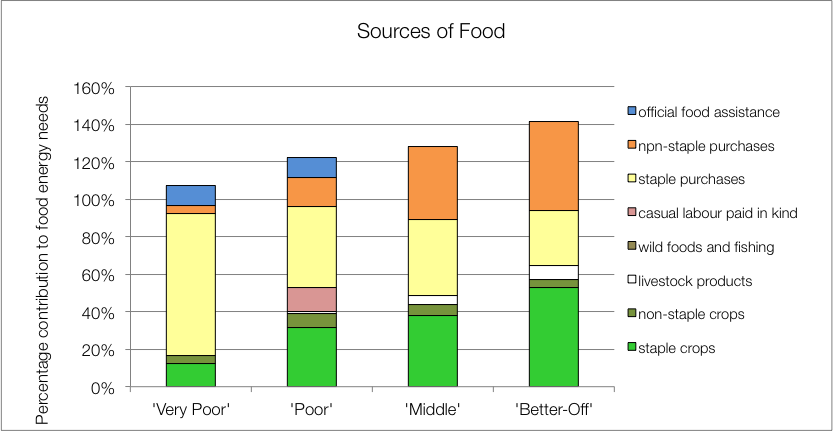 Sources of Food
Percentage contribution to food energy needs
160%
140%
120%
100%
80%
60%
40%
20%
0%
'Very Poor'
'Poor'
'Middle'
'Better-Off'
official food assistance
npn-staple purchases
staple purchases
casual labour paid in kind
wild foods and fishing
livestock products
non-staple crops
staple crops